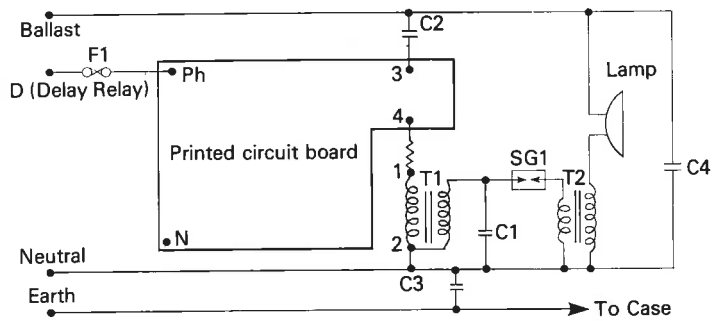 Ballast
C2
F1
D (Delay Relay)
Ph
3
Lamp
4
Printed circuit board
1
T1
SG1
T2
C4
C1
N
2
Neutral
C3
Earth
To Case